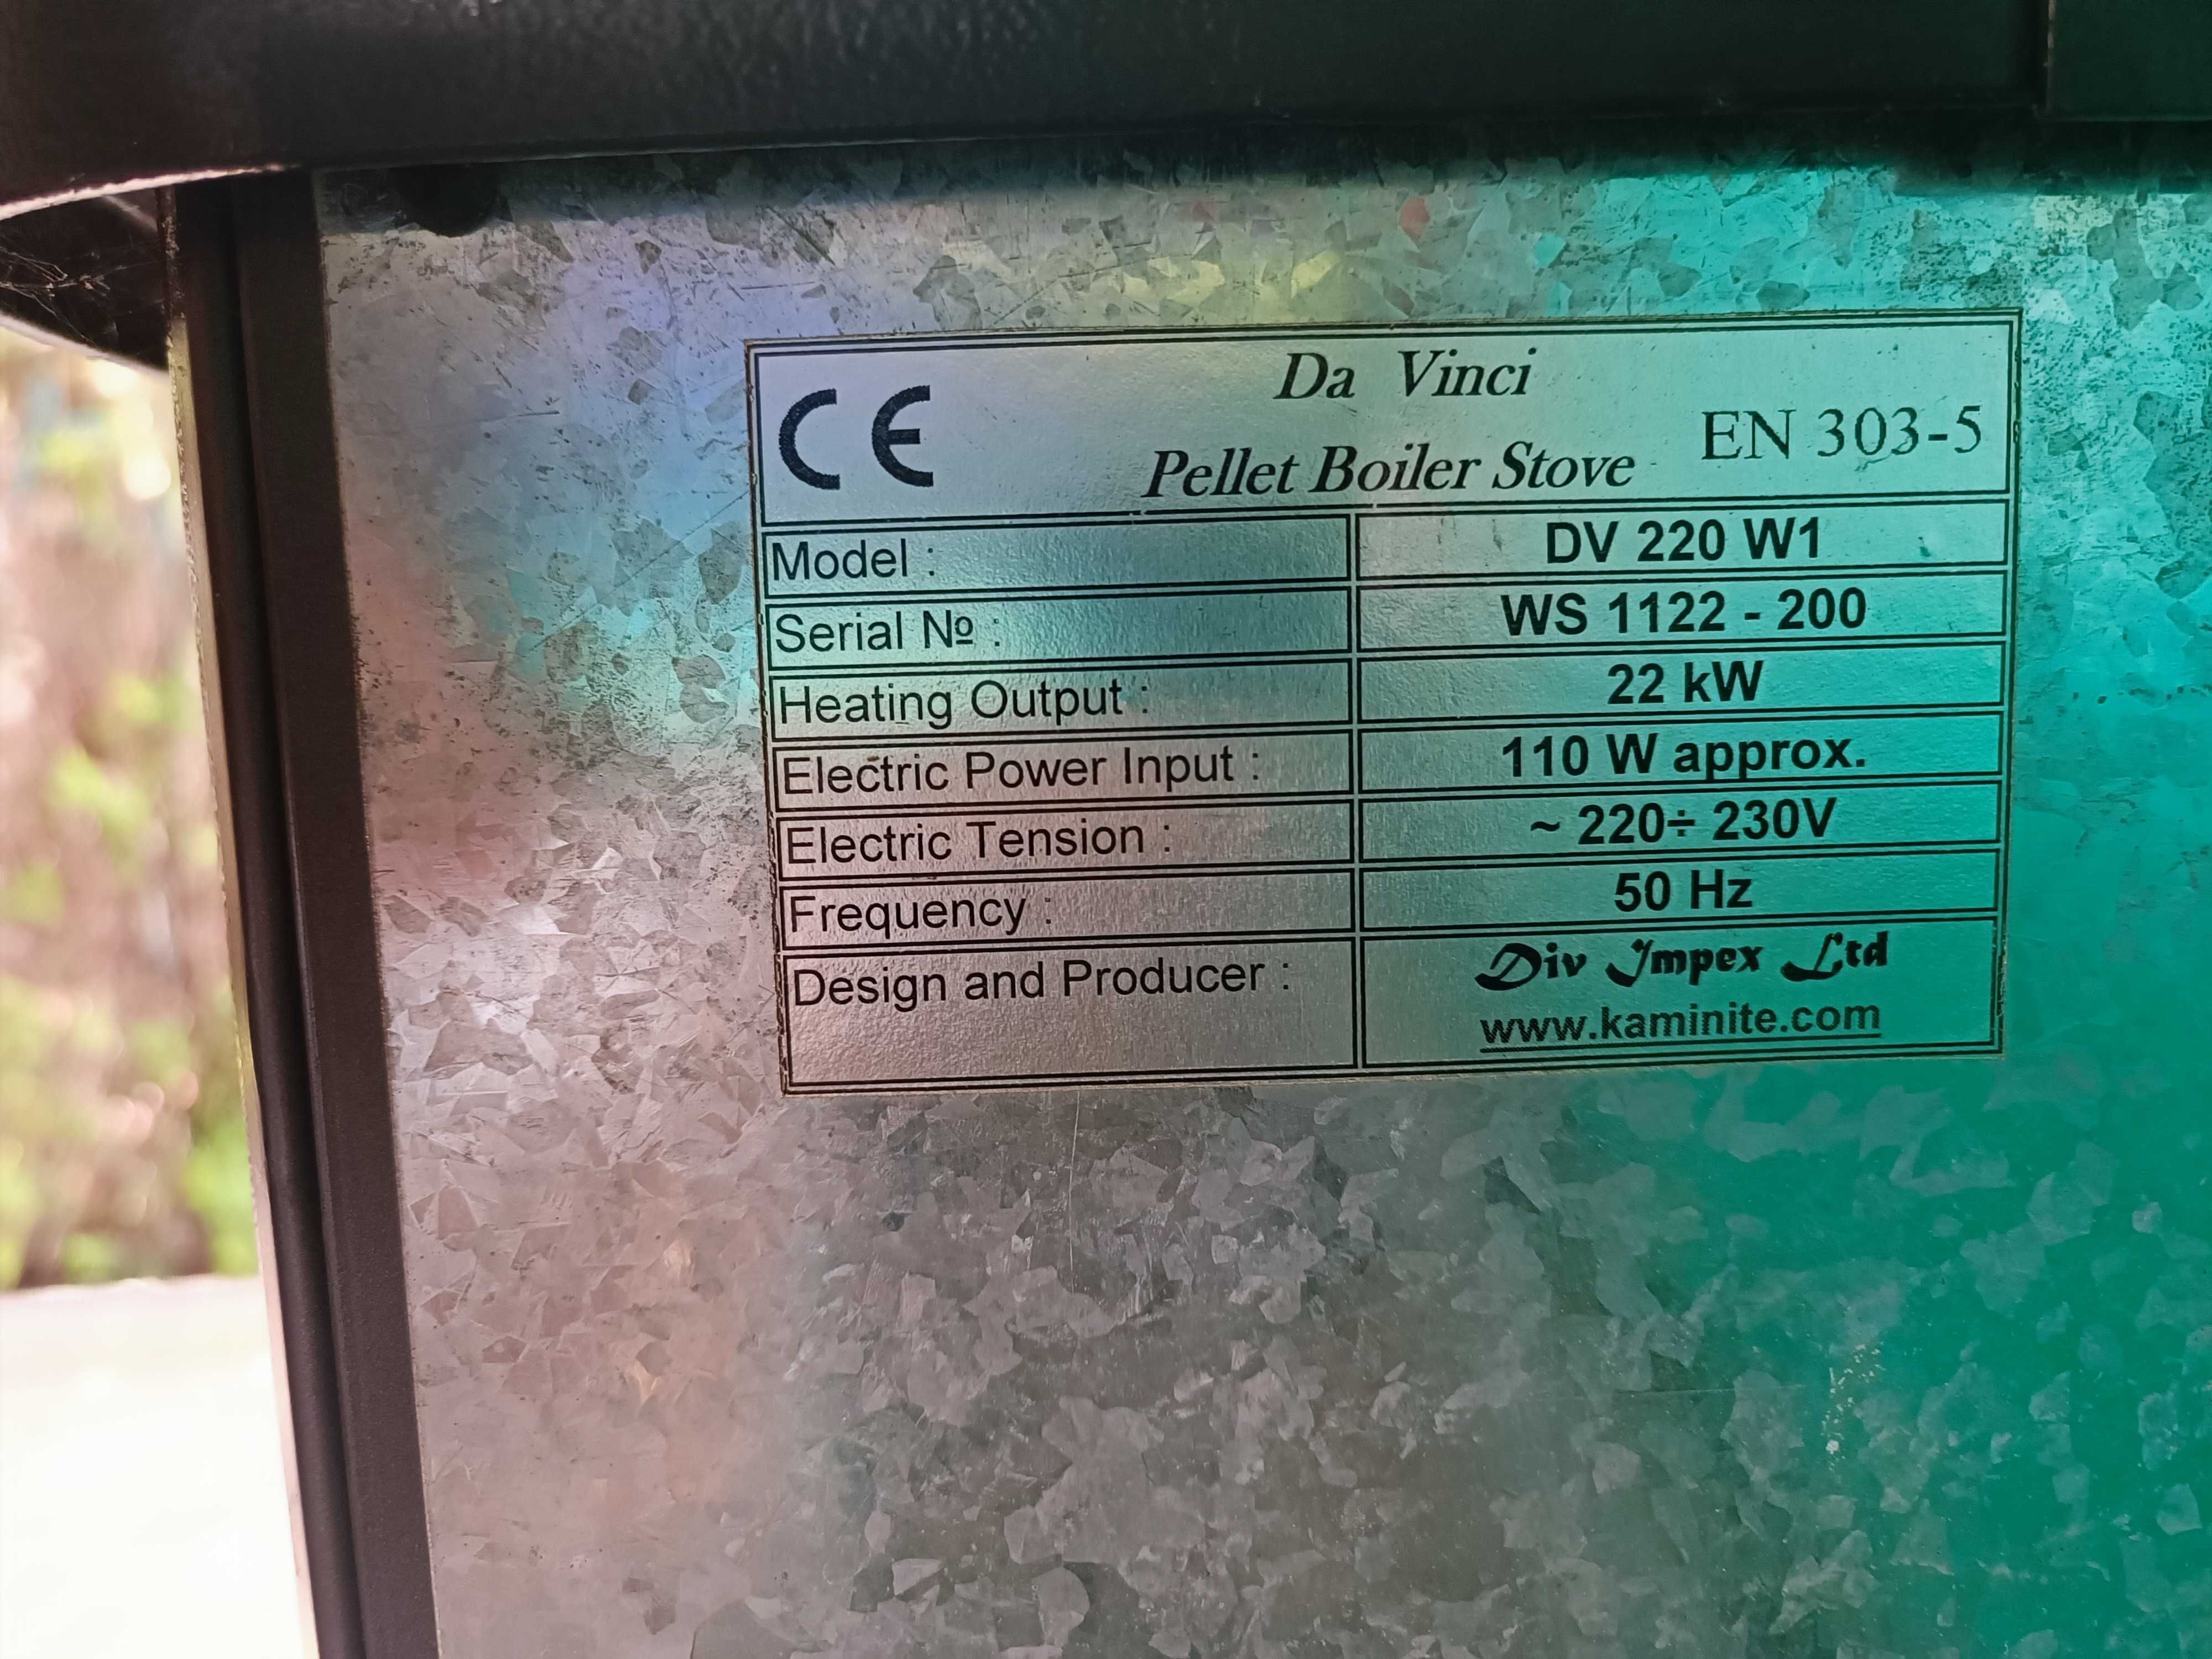 CE
Da Vinci
Pellet Boiler Stove EN 303-5
Model : DV 220 W1
Serial № : WS 1122 - 200
Heating Output : 22 kW
Electric Power Input : 110 W approx.
Electric Tension : ~ 220÷ 230V
Frequency : 50 Hz
Design and Producer : Div Impex Ltd
www.kaminite.com